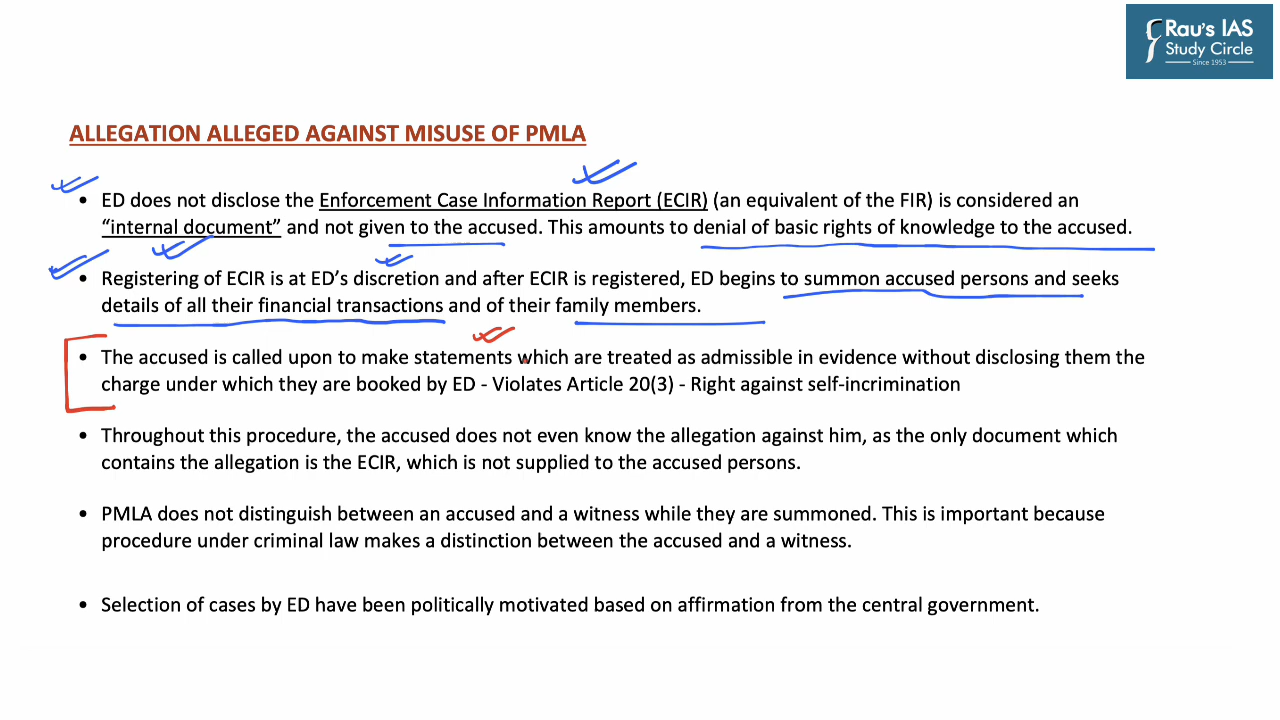 Rau's IAS
Study Circle
Since 1953
ALLEGATION ALLEGED AGAINST MISUSE OF PMLA
• ED does not disclose the Enforcement Case Information Report (ECIR) (an equivalent of the FIR) is considered an
“internal document” and not given to the accused. This amounts to denial of basic rights of knowledge to the accused.
• Registering of ECIR is at ED’s discretion and after ECIR is registered, ED begins to summon accused persons and seeks
details of all their financial transactions and of their family members.
• The accused is called upon to make statements which are treated as admissible in evidence without disclosing them the
charge under which they are booked by ED - Violates Article 20(3) - Right against self-incrimination
• Throughout this procedure, the accused does not even know the allegation against him, as the only document which
contains the allegation is the ECIR, which is not supplied to the accused persons.
• PMLA does not distinguish between an accused and a witness while they are summoned. This is important because
procedure under criminal law makes a distinction between the accused and a witness.
• Selection of cases by ED have been politically motivated based on affirmation from the central government.